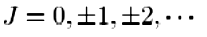 J = 0, ±1, ±2, ⋯